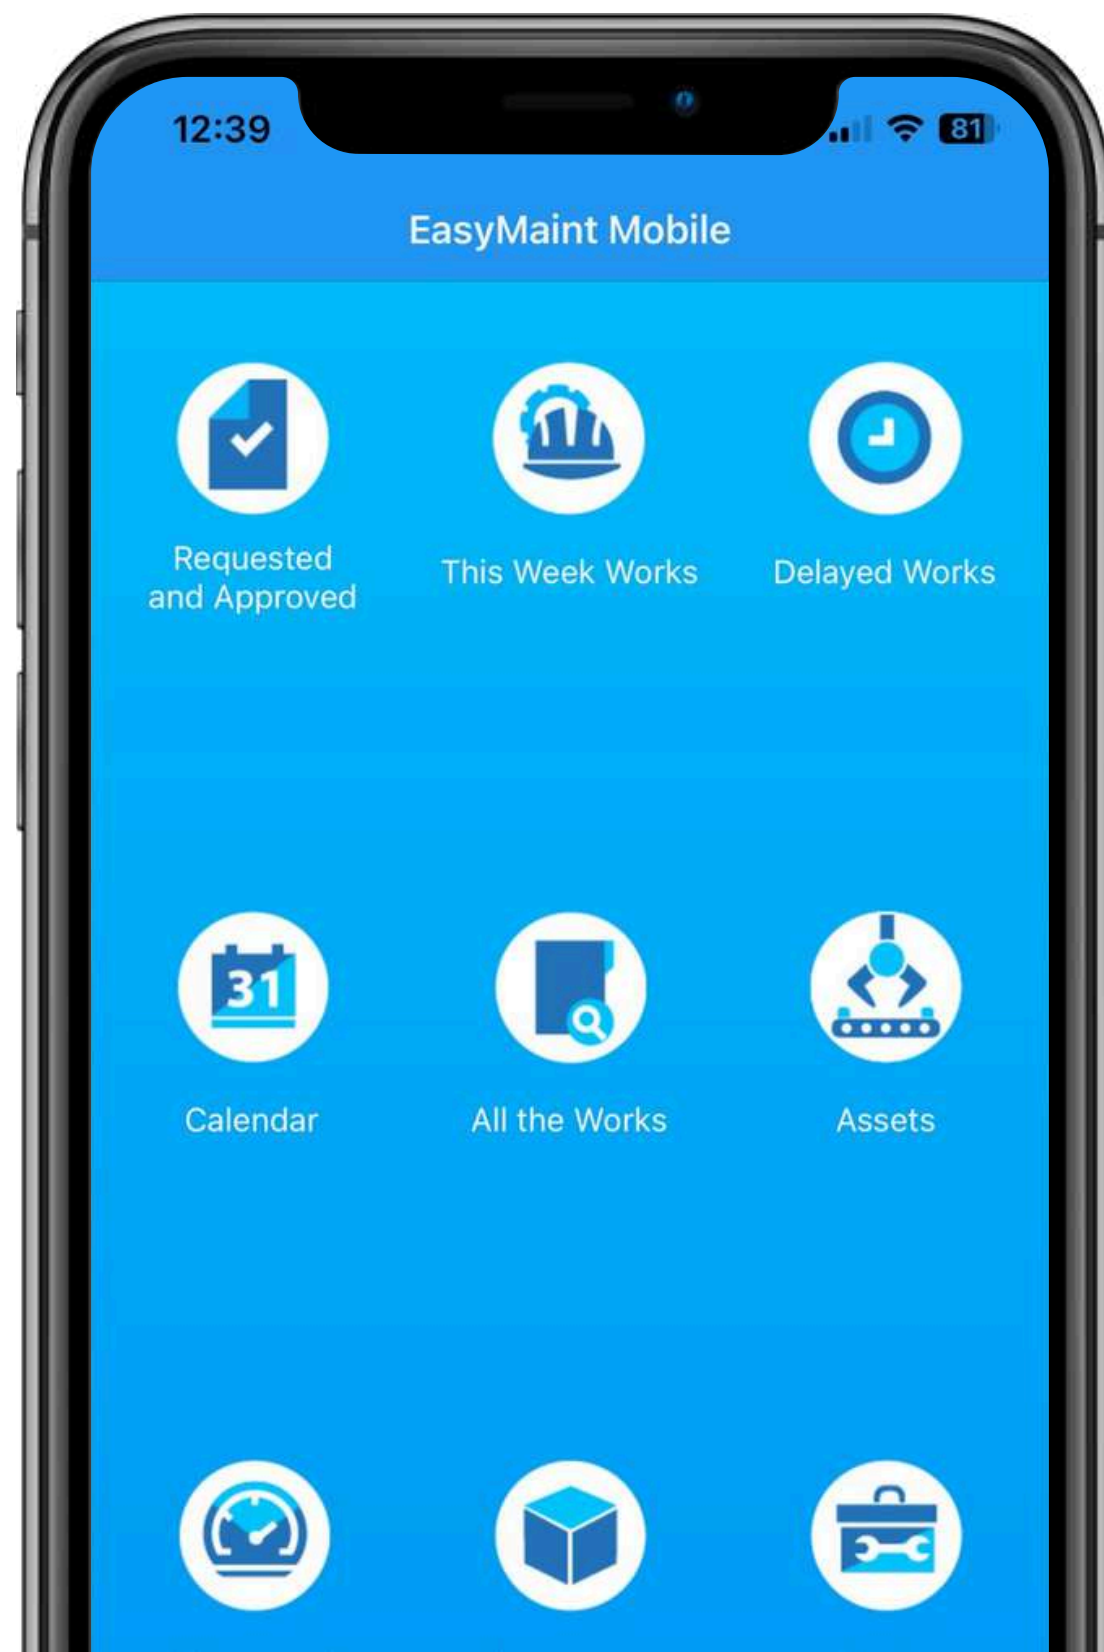 12:39
81
EasyMaint Mobile
Requested
and Approved
This Week Works
Delayed Works
31
Calendar
All the Works
Assets